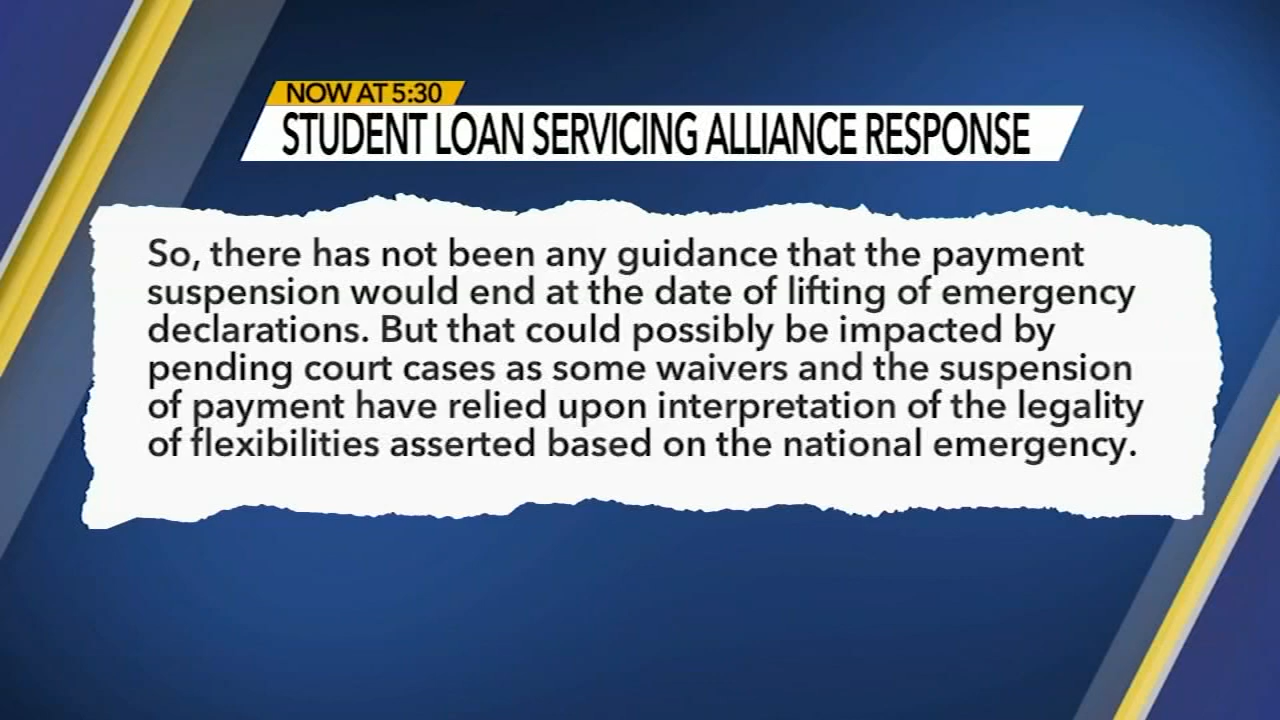 NOW AT 5:30
STUDENT LOAN SERVICING ALLIANCE RESPONSE
So, there has not been any guidance that the payment
suspension would end at the date of lifting of emergency
declarations. But that could possibly be impacted by
pending court cases as some waivers and the suspension
of payment have relied upon interpretation of the legality
of flexibilities asserted based on the national emergency.